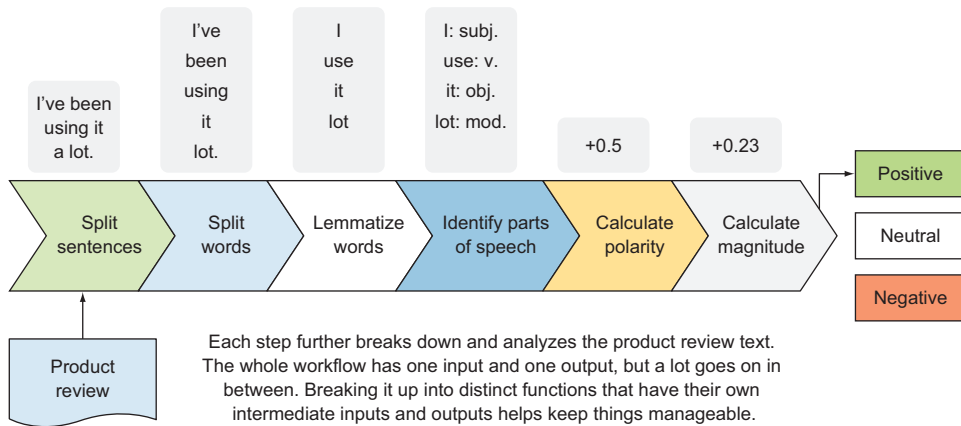 I've been
using it
a lot.
I've
been
using
it
lot.
I
use
it
lot
I: subj.
use: v.
it: obj.
lot: mod.
+0.5
+0.23
Split
sentences
Split
words
Lemmatize
words
Identify parts
of speech
Calculate
polarity
Calculate
magnitude
Positive
Neutral
Negative
Product
review
Each step further breaks down and analyzes the product review text.
The whole workflow has one input and one output, but a lot goes on in
between. Breaking it up into distinct functions that have their own
intermediate inputs and outputs helps keep things manageable.